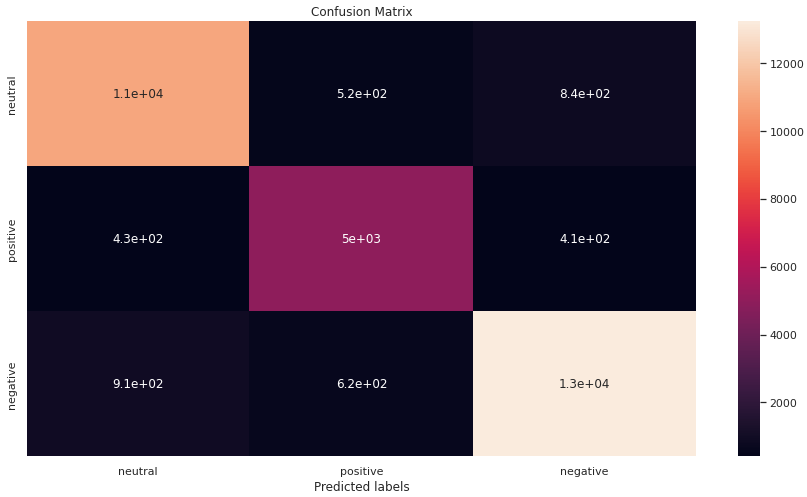 Confusion Matrix
neutral
1.1e+04 5.2e+02 8.4e+02
positive
4.3e+02 5e+03 4.1e+02
negative
9.1e+02 6.2e+02 1.3e+04
neutral positive negative
Predicted labels
12000
10000
8000
6000
4000
2000